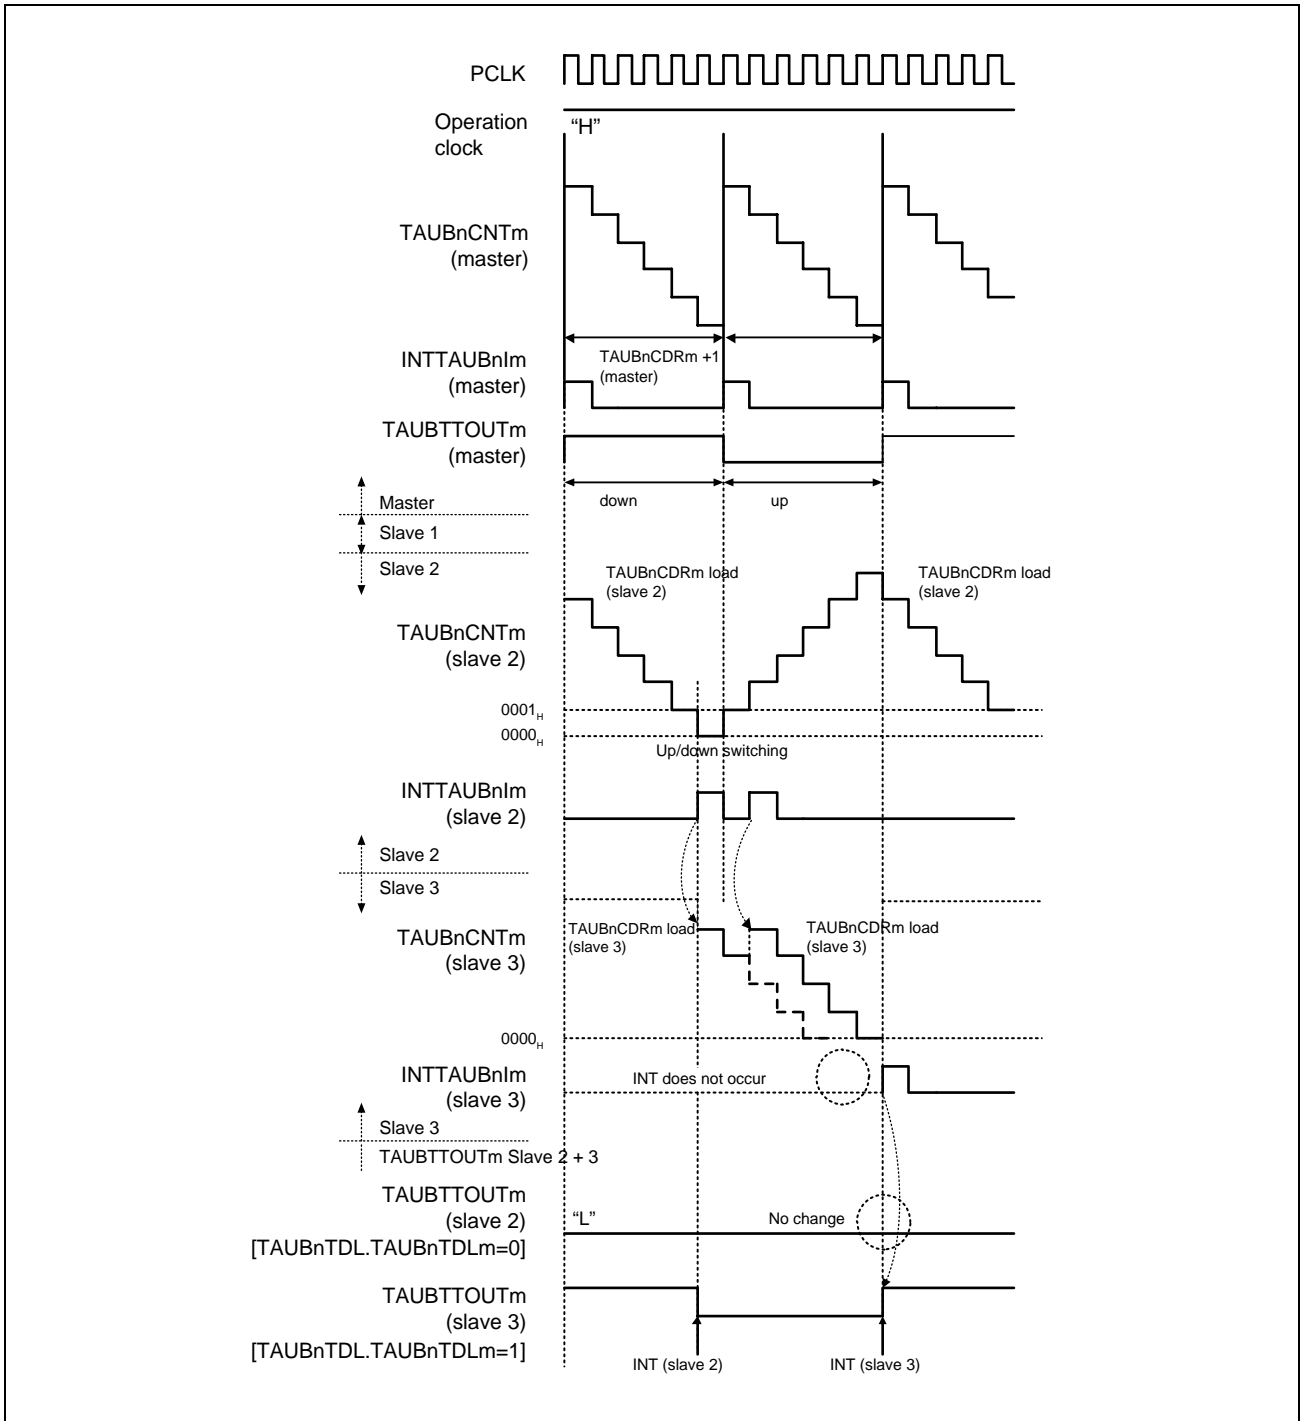 PCLK
Operation
clock
“H”
TAUBnCNTm
(master)
TAUBnCDRm +1
(master)
INTTAUBnIm
(master)
TAUBTTOUTm
(master)
down
up
Master
Slave 1
Slave 2
TAUBnCDRm load
(slave 2)
TAUBnCDRm load
(slave 2)
TAUBnCNTm
(slave 2)
0001H
0000H
Up/down switching
INTTAUBnIm
(slave 2)
Slave 2
Slave 3
TAUBnCDRm load
(slave 3)
TAUBnCDRm load
(slave 3)
TAUBnCNTm
(slave 3)
0000H
INTTAUBnIm
(slave 3)
INT does not occur
Slave 3
TAUBTTOUTm Slave 2 + 3
TAUBTTOUTm
(slave 2)
[TAUBnTDL.TAUBnTDLm=0]
“L”
No change
TAUBTTOUTm
(slave 3)
[TAUBnTDL.TAUBnTDLm=1]
INT (slave 2)
INT (slave 3)